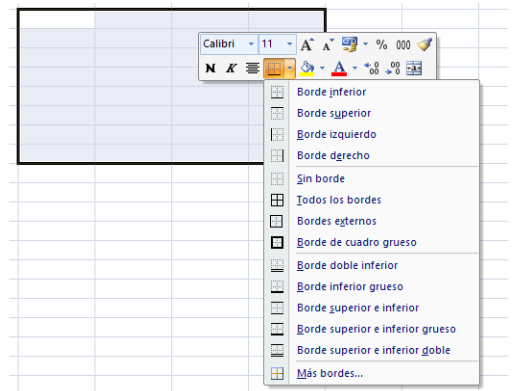 Calibri 11 A A % 000
N K A ,00 ,00
Borde inferior
Borde superior
Borde izquierdo
Borde derecho
Sin borde
Todos los bordes
Bordes externos
Borde de cuadro grueso
Borde doble inferior
Borde inferior grueso
Borde superior e inferior
Borde superior e inferior grueso
Borde superior e inferior doble
Más bordes...